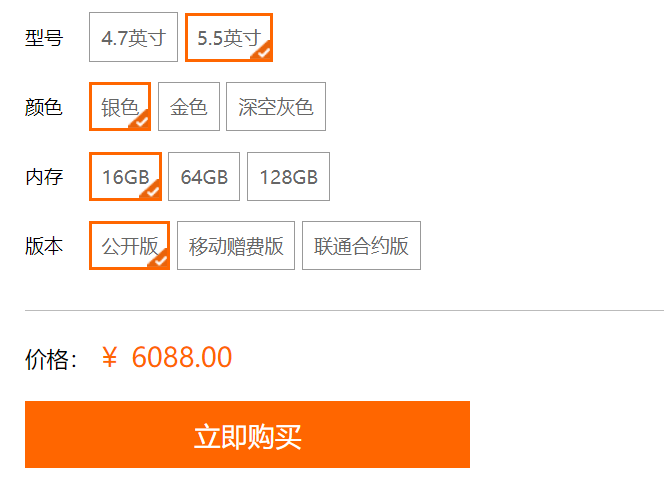 型号 4.7英寸 5.5英寸
颜色 银色 金色 深空灰色
内存 16GB 64GB 128GB
版本 公开版 移动赠费版 联通合约版
价格： ¥ 6088.00
立即购买